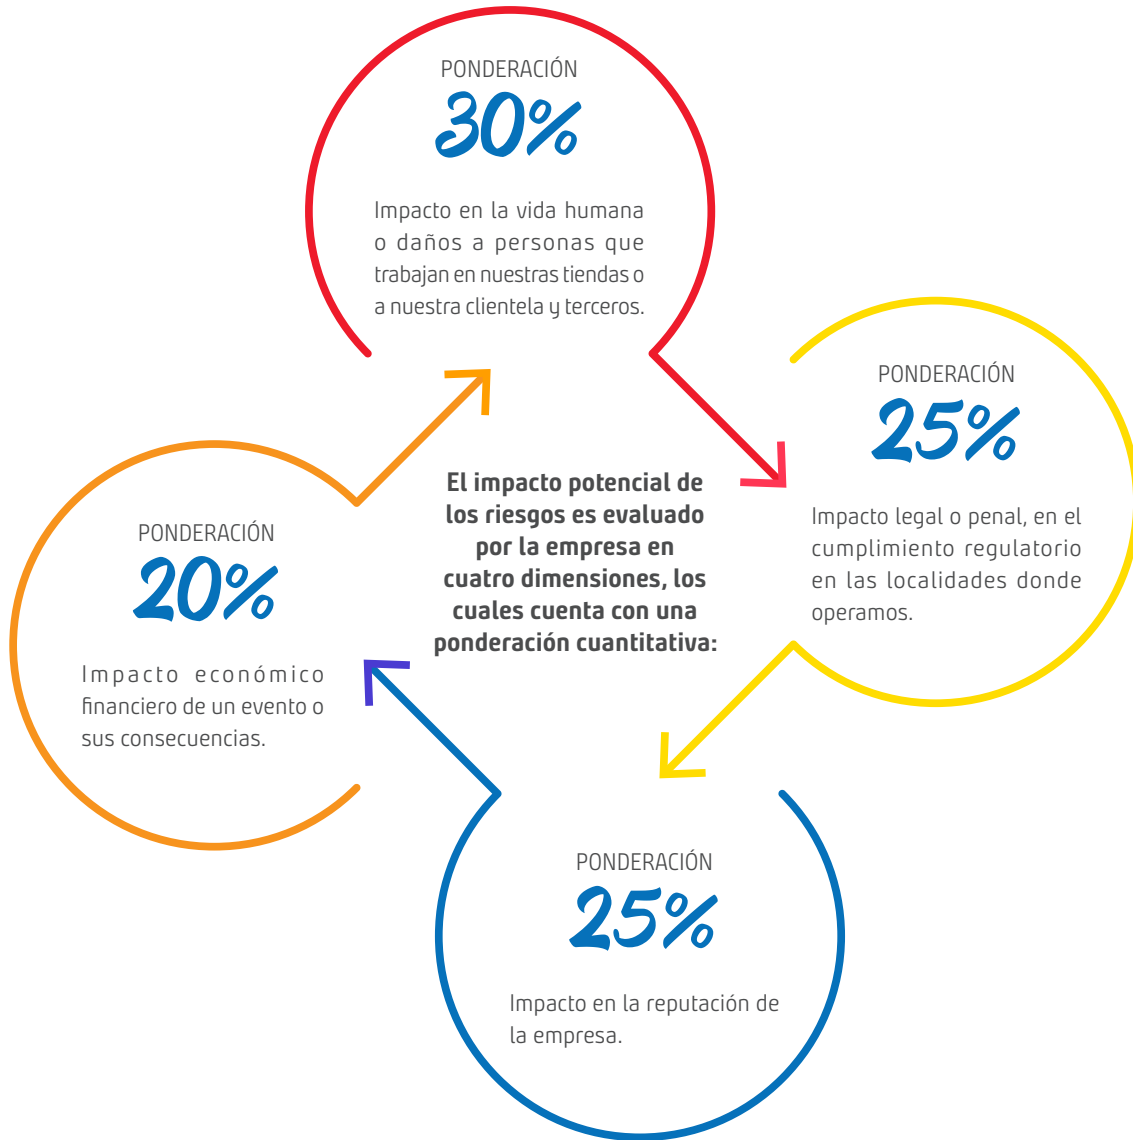 PONDERACIÓN
30%
Impacto en la vida humana
o daños a personas que
trabajan en nuestras tiendas o
a nuestra clientela y terceros.
PONDERACIÓN
25%
Impacto legal o penal, en el
cumplimiento regulatorio
en las localidades donde
operamos.
El impacto potencial de
los riesgos es evaluado
por la empresa en
cuatro dimensiones, los
cuales cuenta con una
ponderación cuantitativa:
PONDERACIÓN
20%
Impacto económico
financiero de un evento o
sus consecuencias.
PONDERACIÓN
25%
Impacto en la reputación de
la empresa.